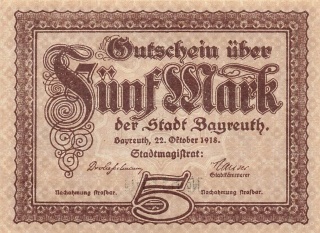 Gutschein über
Fünf Mark
der Stadt Bayreuth.
Bayreuth, 22. Oktober 1918.
Stadtmagistrat:
Stadtkämmerer
Nachahmung strafbar.
5
Nachahmung strafbar.